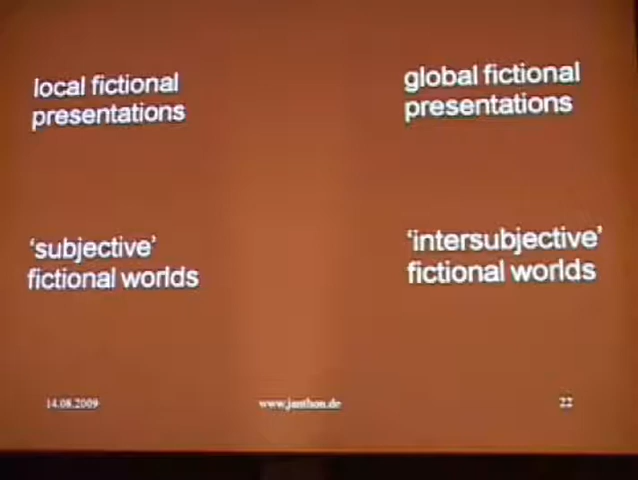 local fictional
presentations
global fictional
presentations
‘subjective’
fictional worlds
‘intersubjective’
fictional worlds
14.08.2009
www.janthon.de
22